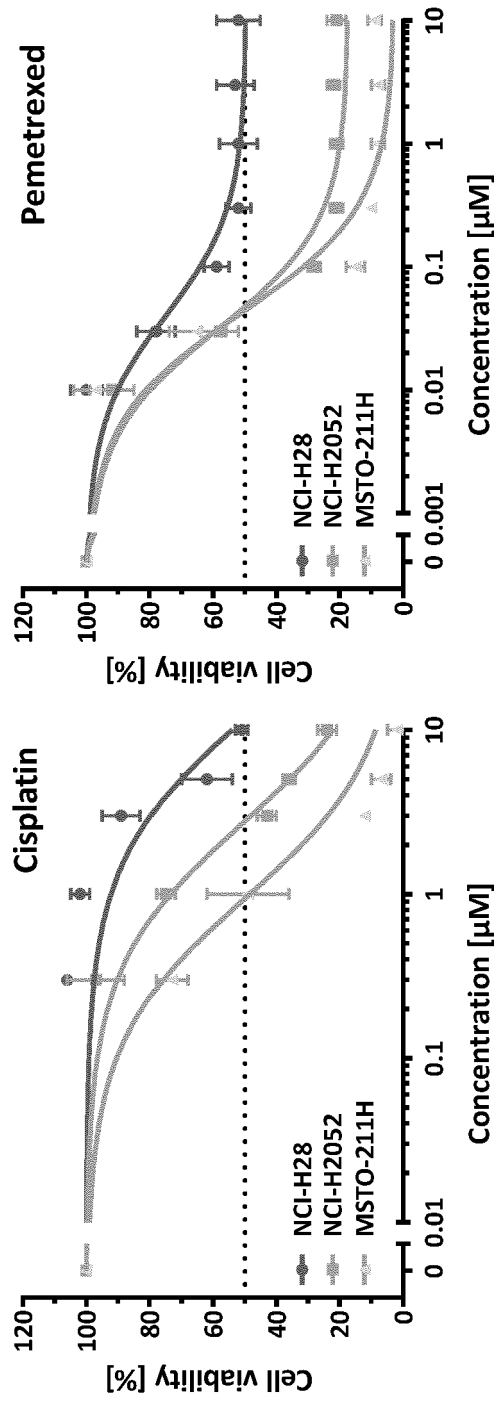 Cisplatin
Cell viability [%]
120
100
80
60
40
20
0
NCI-H28
NCI-H2052
MSTO-211H
0 0.01 0.1 1 10
Concentration [µM]
Pemetrexed
Cell viability [%]
120
100
80
60
40
20
0
NCI-H28
NCI-H2052
MSTO-211H
0 0.001 0.01 0.1 1 10
Concentration [µM]